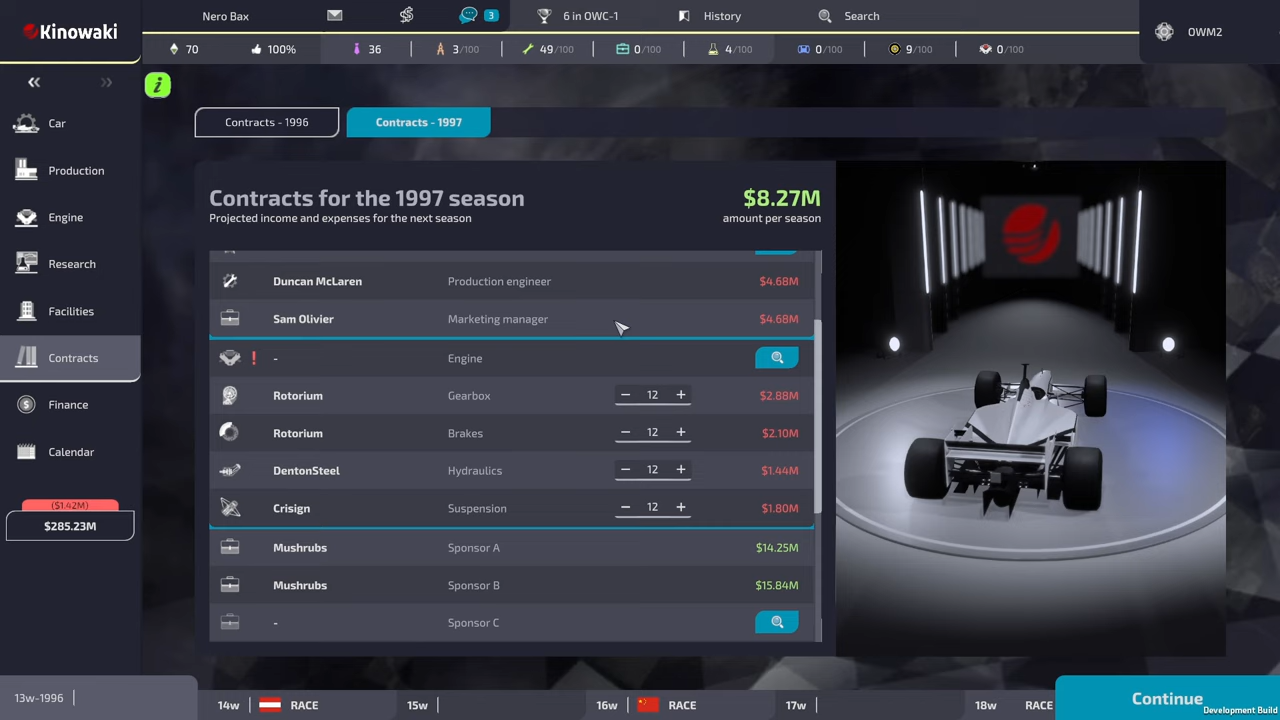 Kinowaki
Nero Bax
3
6 in OWC-1
History
Search
OWM2
70
100%
36
3/100
49/100
0/100
4/100
0/100
9/100
0/100
Car
Production
Engine
Research
Facilities
Contracts
Finance
Calendar
($1.42M)
$285.23M
Contracts - 1996
Contracts - 1997
Contracts for the 1997 season
$8.27M
Projected income and expenses for the next season
amount per season
Duncan McLaren Production engineer $4.68M
Sam Olivier Marketing manager $4.68M
! - Engine
Rotorium Gearbox − 12 + $2.88M
Rotorium Brakes − 12 + $2.10M
DentonSteel Hydraulics − 12 + $1.44M
Crisign Suspension − 12 + $1.80M
Mushrubs Sponsor A $14.25M
Mushrubs Sponsor B $15.84M
- Sponsor C
13w-1996
14w RACE
15w
16w RACE
17w
18w RACE
Continue
Development Build